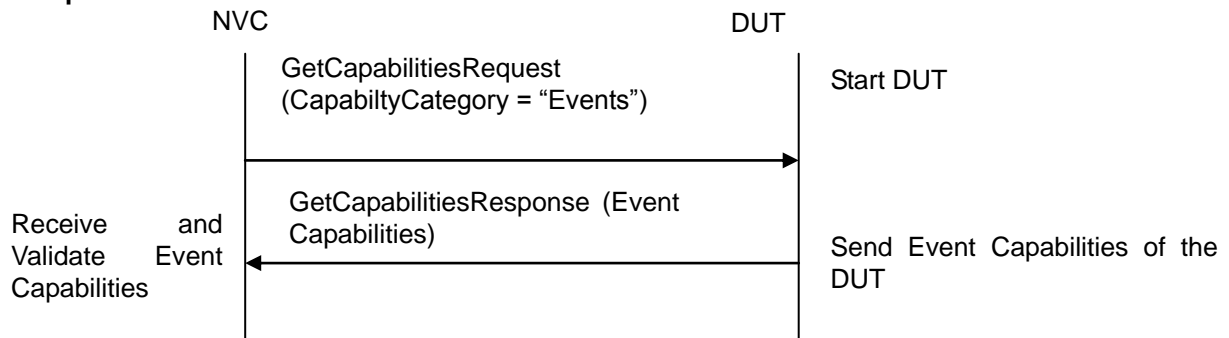 NVC
DUT
GetCapabilitiesRequest
(CapabiltyCategory = “Events”)
Start DUT
GetCapabilitiesResponse (Event
Capabilities)
Receive and
Validate Event
Capabilities
Send Event Capabilities of the
DUT